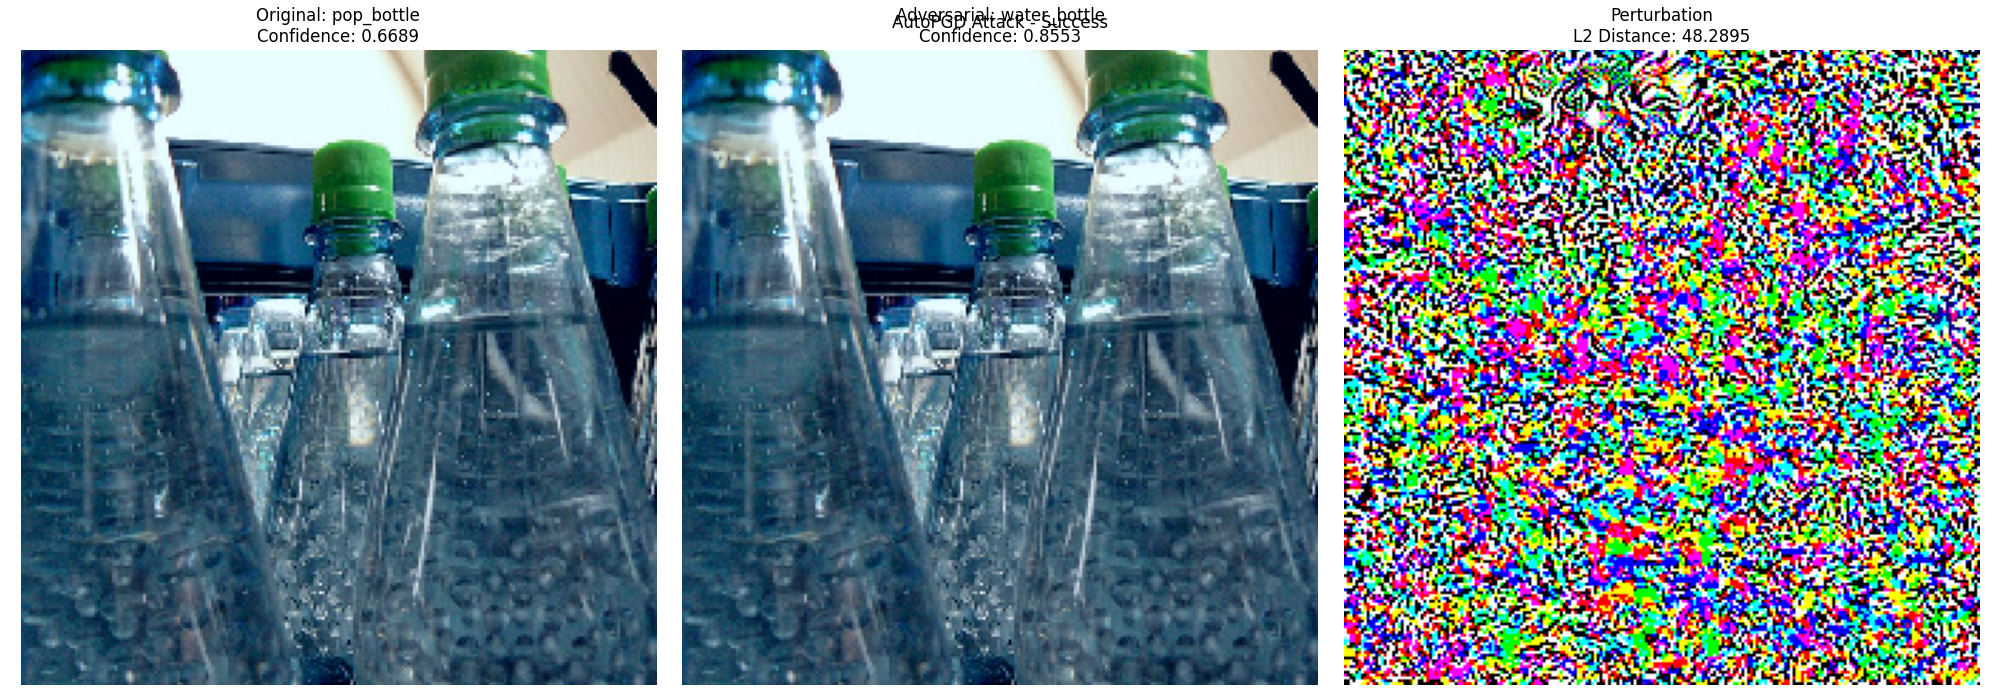 Original: pop_bottle
Confidence: 0.6689
AutoPGD Attack - Success
Adversarial: water_bottle
Confidence: 0.8553
Perturbation
L2 Distance: 48.2895